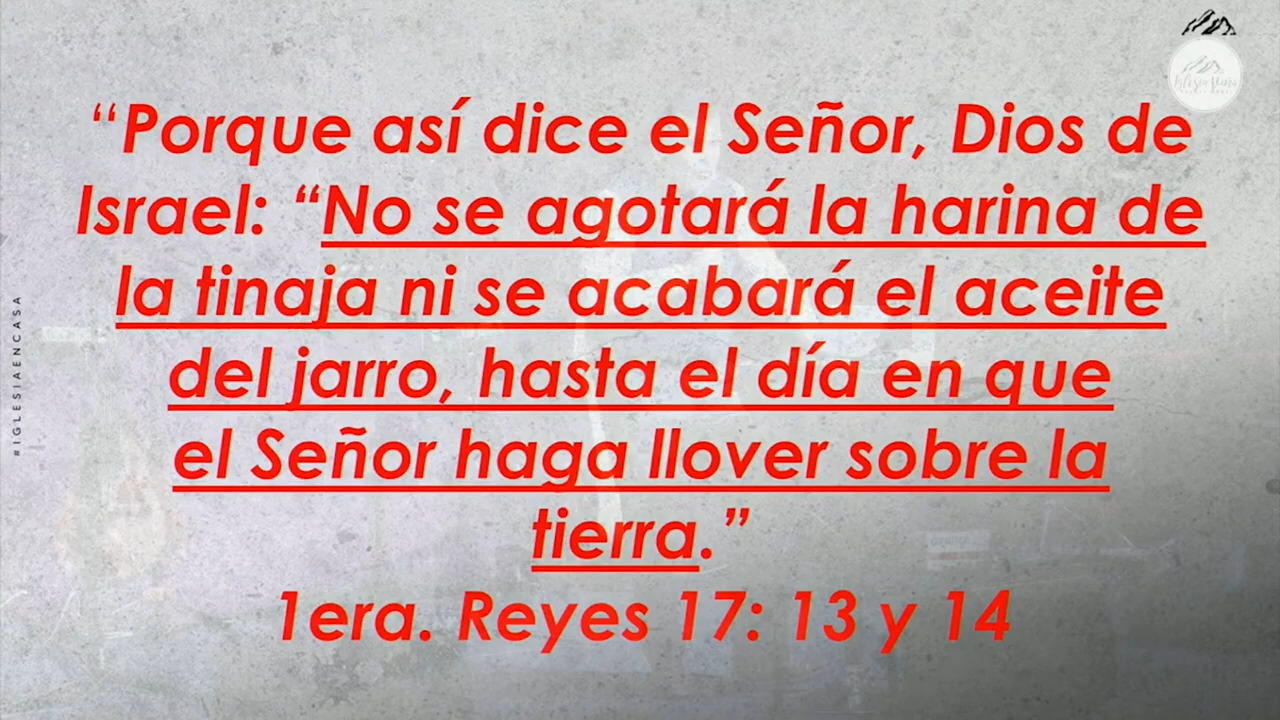 “Porque así dice el Señor, Dios de
Israel: “No se agotará la harina de
la tinaja ni se acabará el aceite
del jarro, hasta el día en que
el Señor haga llover sobre la
tierra.”
1era. Reyes 17: 13 y 14
#IGLESIAENCASA